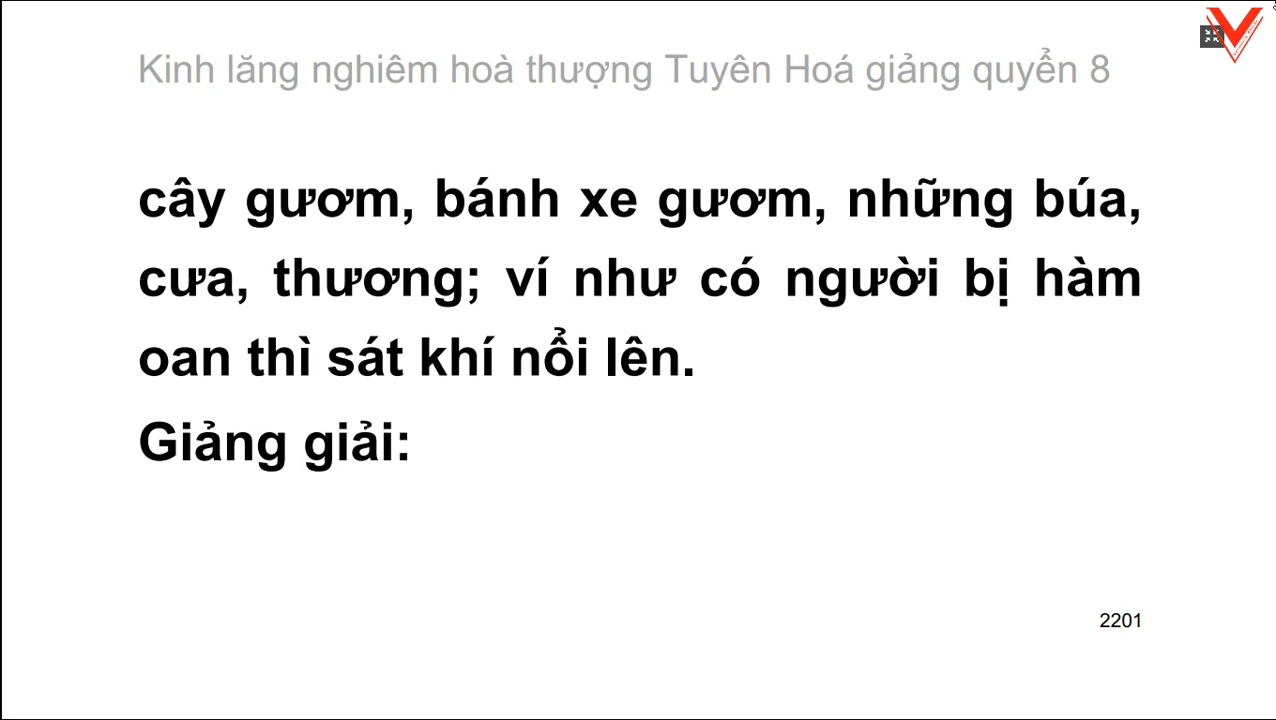 Kinh lăng nghiêm hoà thượng Tuyên Hoá giảng quyển 8
cây gươm, bánh xe gươm, những búa,
cưa, thương; ví như có người bị hàm
oan thì sát khí nổi lên.
Giảng giải:
2201